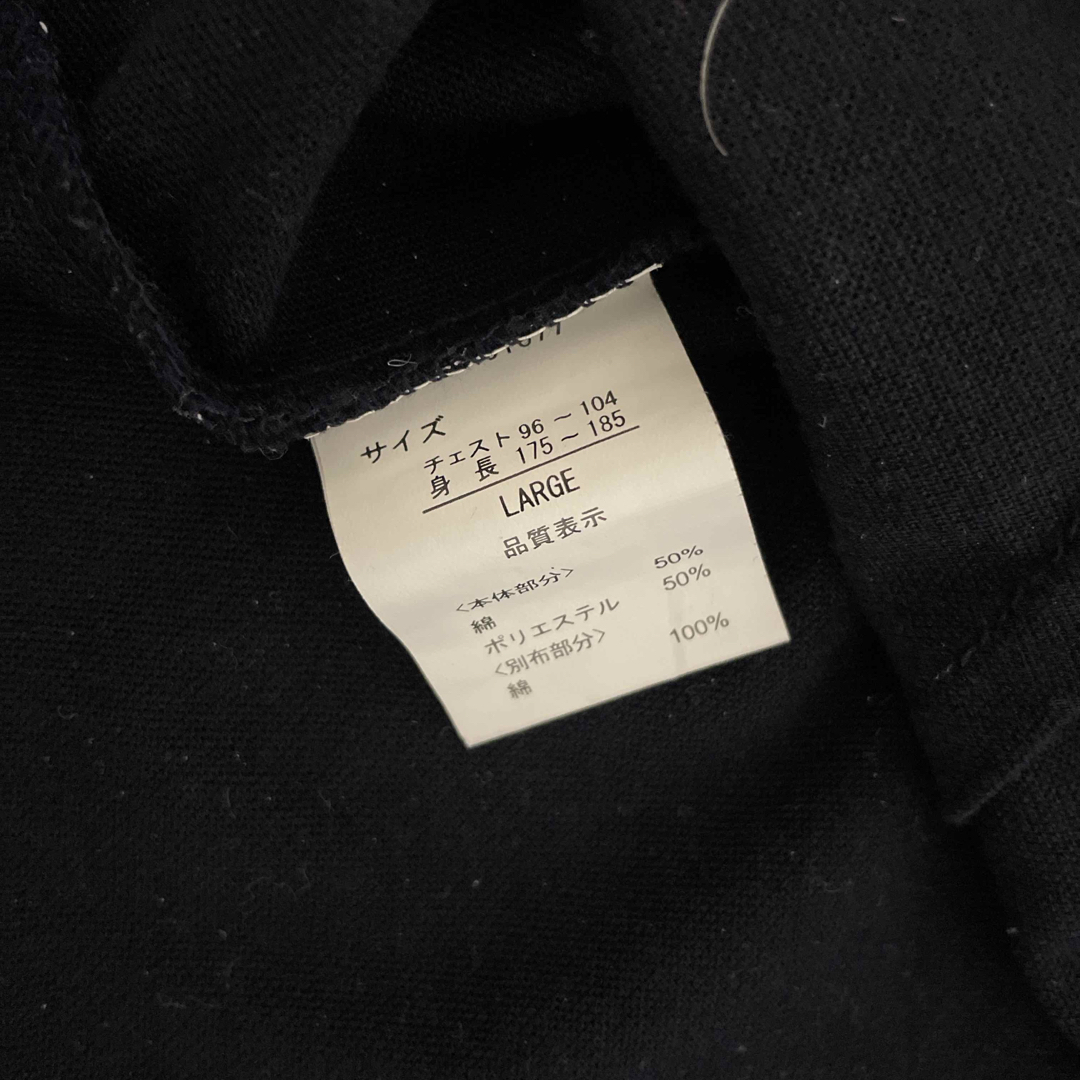 サイズ
チェスト 96 ～ 104
身 長 175 ～ 185
LARGE
品質表示
<本体部分>
綿 50%
ポリエステル 50%
<別布部分>
綿 100%